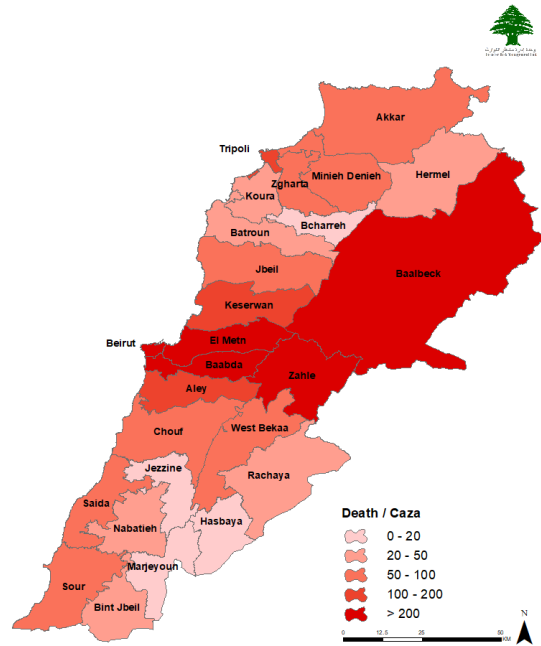 Akkar
Tripoli
Zgharta
Minieh Denieh
Hermel
Koura
Bcharreh
Batroun
Jbeil
Baalbeck
Keserwan
Beirut
El Metn
Baabda
Zahle
Aley
Chouf
West Bekaa
Jezzine
Rachaya
Saida
Hasbaya
Nabatieh
Marjeyoun
Sour
Bint Jbeil
Death / Caza
0 - 20
20 - 50
50 - 100
100 - 200
> 200
N
0 12.5 25 50
KM